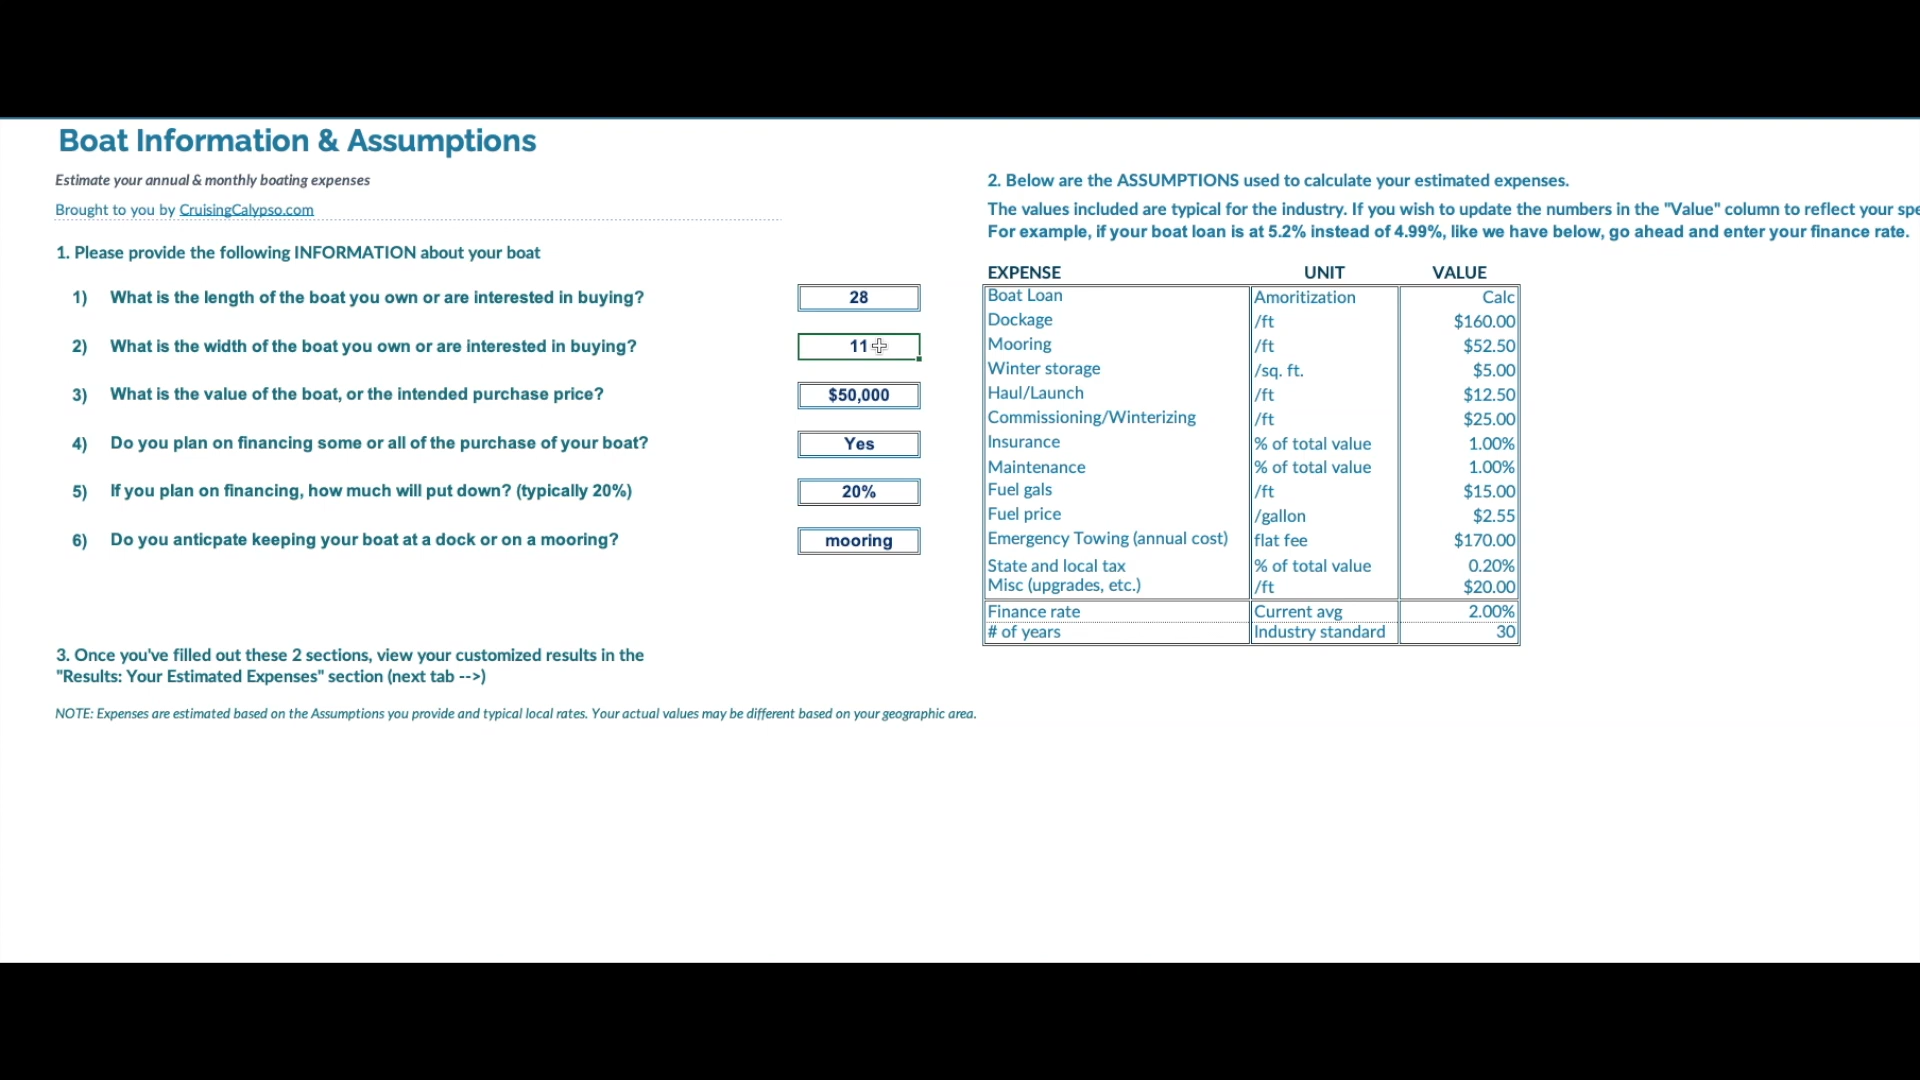 Boat Information & Assumptions
Estimate your annual & monthly boating expenses
Brought to you by CruisingCalypso.com
1. Please provide the following INFORMATION about your boat
1) What is the length of the boat you own or are interested in buying? 28
2) What is the width of the boat you own or are interested in buying? 11
3) What is the value of the boat, or the intended purchase price? $50,000
4) Do you plan on financing some or all of the purchase of your boat? Yes
5) If you plan on financing, how much will put down? (typically 20%) 20%
6) Do you anticpate keeping your boat at a dock or on a mooring? mooring
3. Once you've filled out these 2 sections, view your customized results in the
"Results: Your Estimated Expenses" section (next tab -->)
NOTE: Expenses are estimated based on the Assumptions you provide and typical local rates. Your actual values may be different based on your geographic area.
2. Below are the ASSUMPTIONS used to calculate your estimated expenses.
The values included are typical for the industry. If you wish to update the numbers in the "Value" column to reflect your spe
For example, if your boat loan is at 5.2% instead of 4.99%, like we have below, go ahead and enter your finance rate.
EXPENSE UNIT VALUE
Boat Loan Amoritization Calc
Dockage /ft $160.00
Mooring /ft $52.50
Winter storage /sq. ft. $5.00
Haul/Launch /ft $12.50
Commissioning/Winterizing /ft $25.00
Insurance % of total value 1.00%
Maintenance % of total value 1.00%
Fuel gals /ft $15.00
Fuel price /gallon $2.55
Emergency Towing (annual cost) flat fee $170.00
State and local tax % of total value 0.20%
Misc (upgrades, etc.) /ft $20.00
Finance rate Current avg 2.00%
# of years Industry standard 30